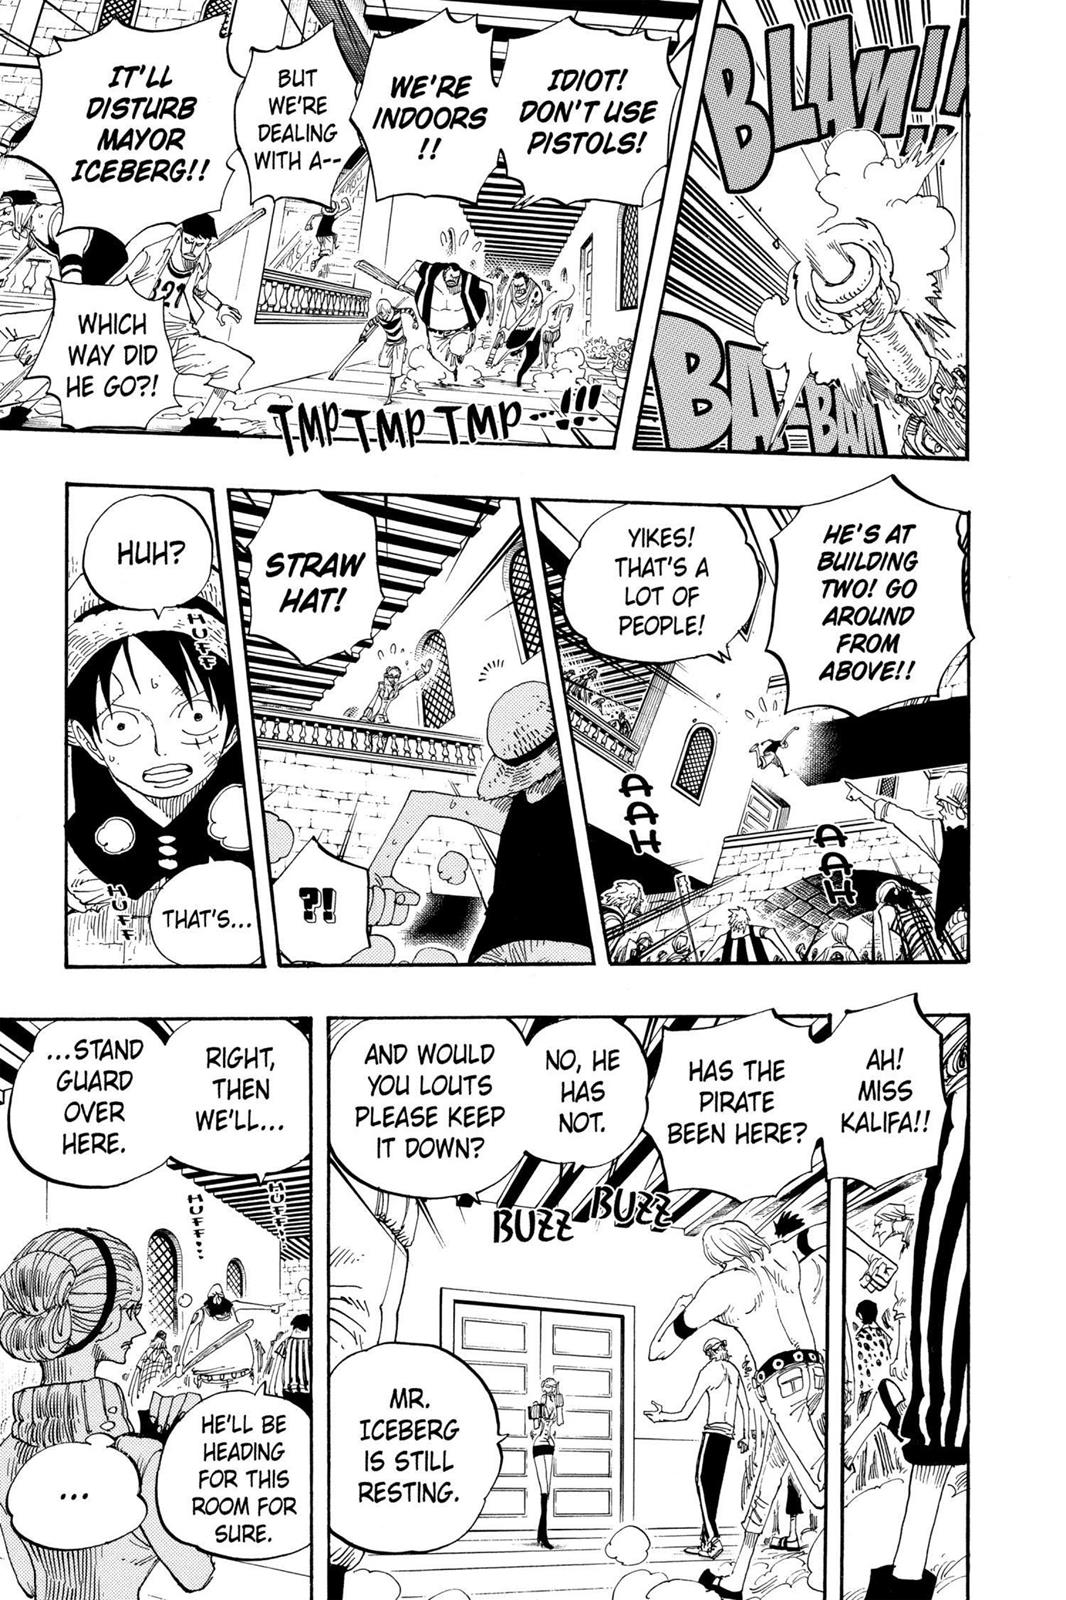 BLAM!!
!!
BA-BLAM
IDIOT!
DON'T USE
PISTOLS!
WE'RE
INDOORS
!!
BUT
WE'RE
DEALING
WITH A--
IT'LL
DISTURB
MAYOR
ICEBERG!!
WHICH
WAY DID
HE GO?!
TMP TMP TMP ...!!!
HE'S AT
BUILDING
TWO! GO
AROUND
FROM
ABOVE!!
YIKES!
THAT'S A
LOT OF
PEOPLE!
AAH
AAH
STRAW
HAT!
?!
HUH?
HUFF
HUFF
THAT'S...
AH!
MISS
KALIFA!!
HAS THE
PIRATE
BEEN HERE?
NO, HE
HAS
NOT.
AND WOULD
YOU LOUTS
PLEASE KEEP
IT DOWN?
BUZZ
BUZZ
MR.
ICEBERG
IS STILL
RESTING.
RIGHT,
THEN
WE'LL...
...STAND
GUARD
OVER
HERE.
HUFF...
HUFF...
HE'LL BE
HEADING
FOR THIS
ROOM FOR
SURE.
...